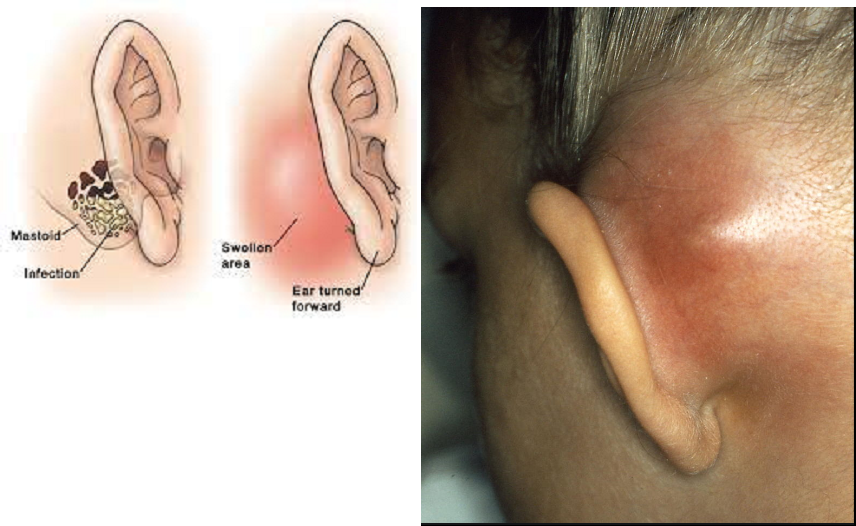 Mastoid
Infection
Swollen
area
Ear turned
forward